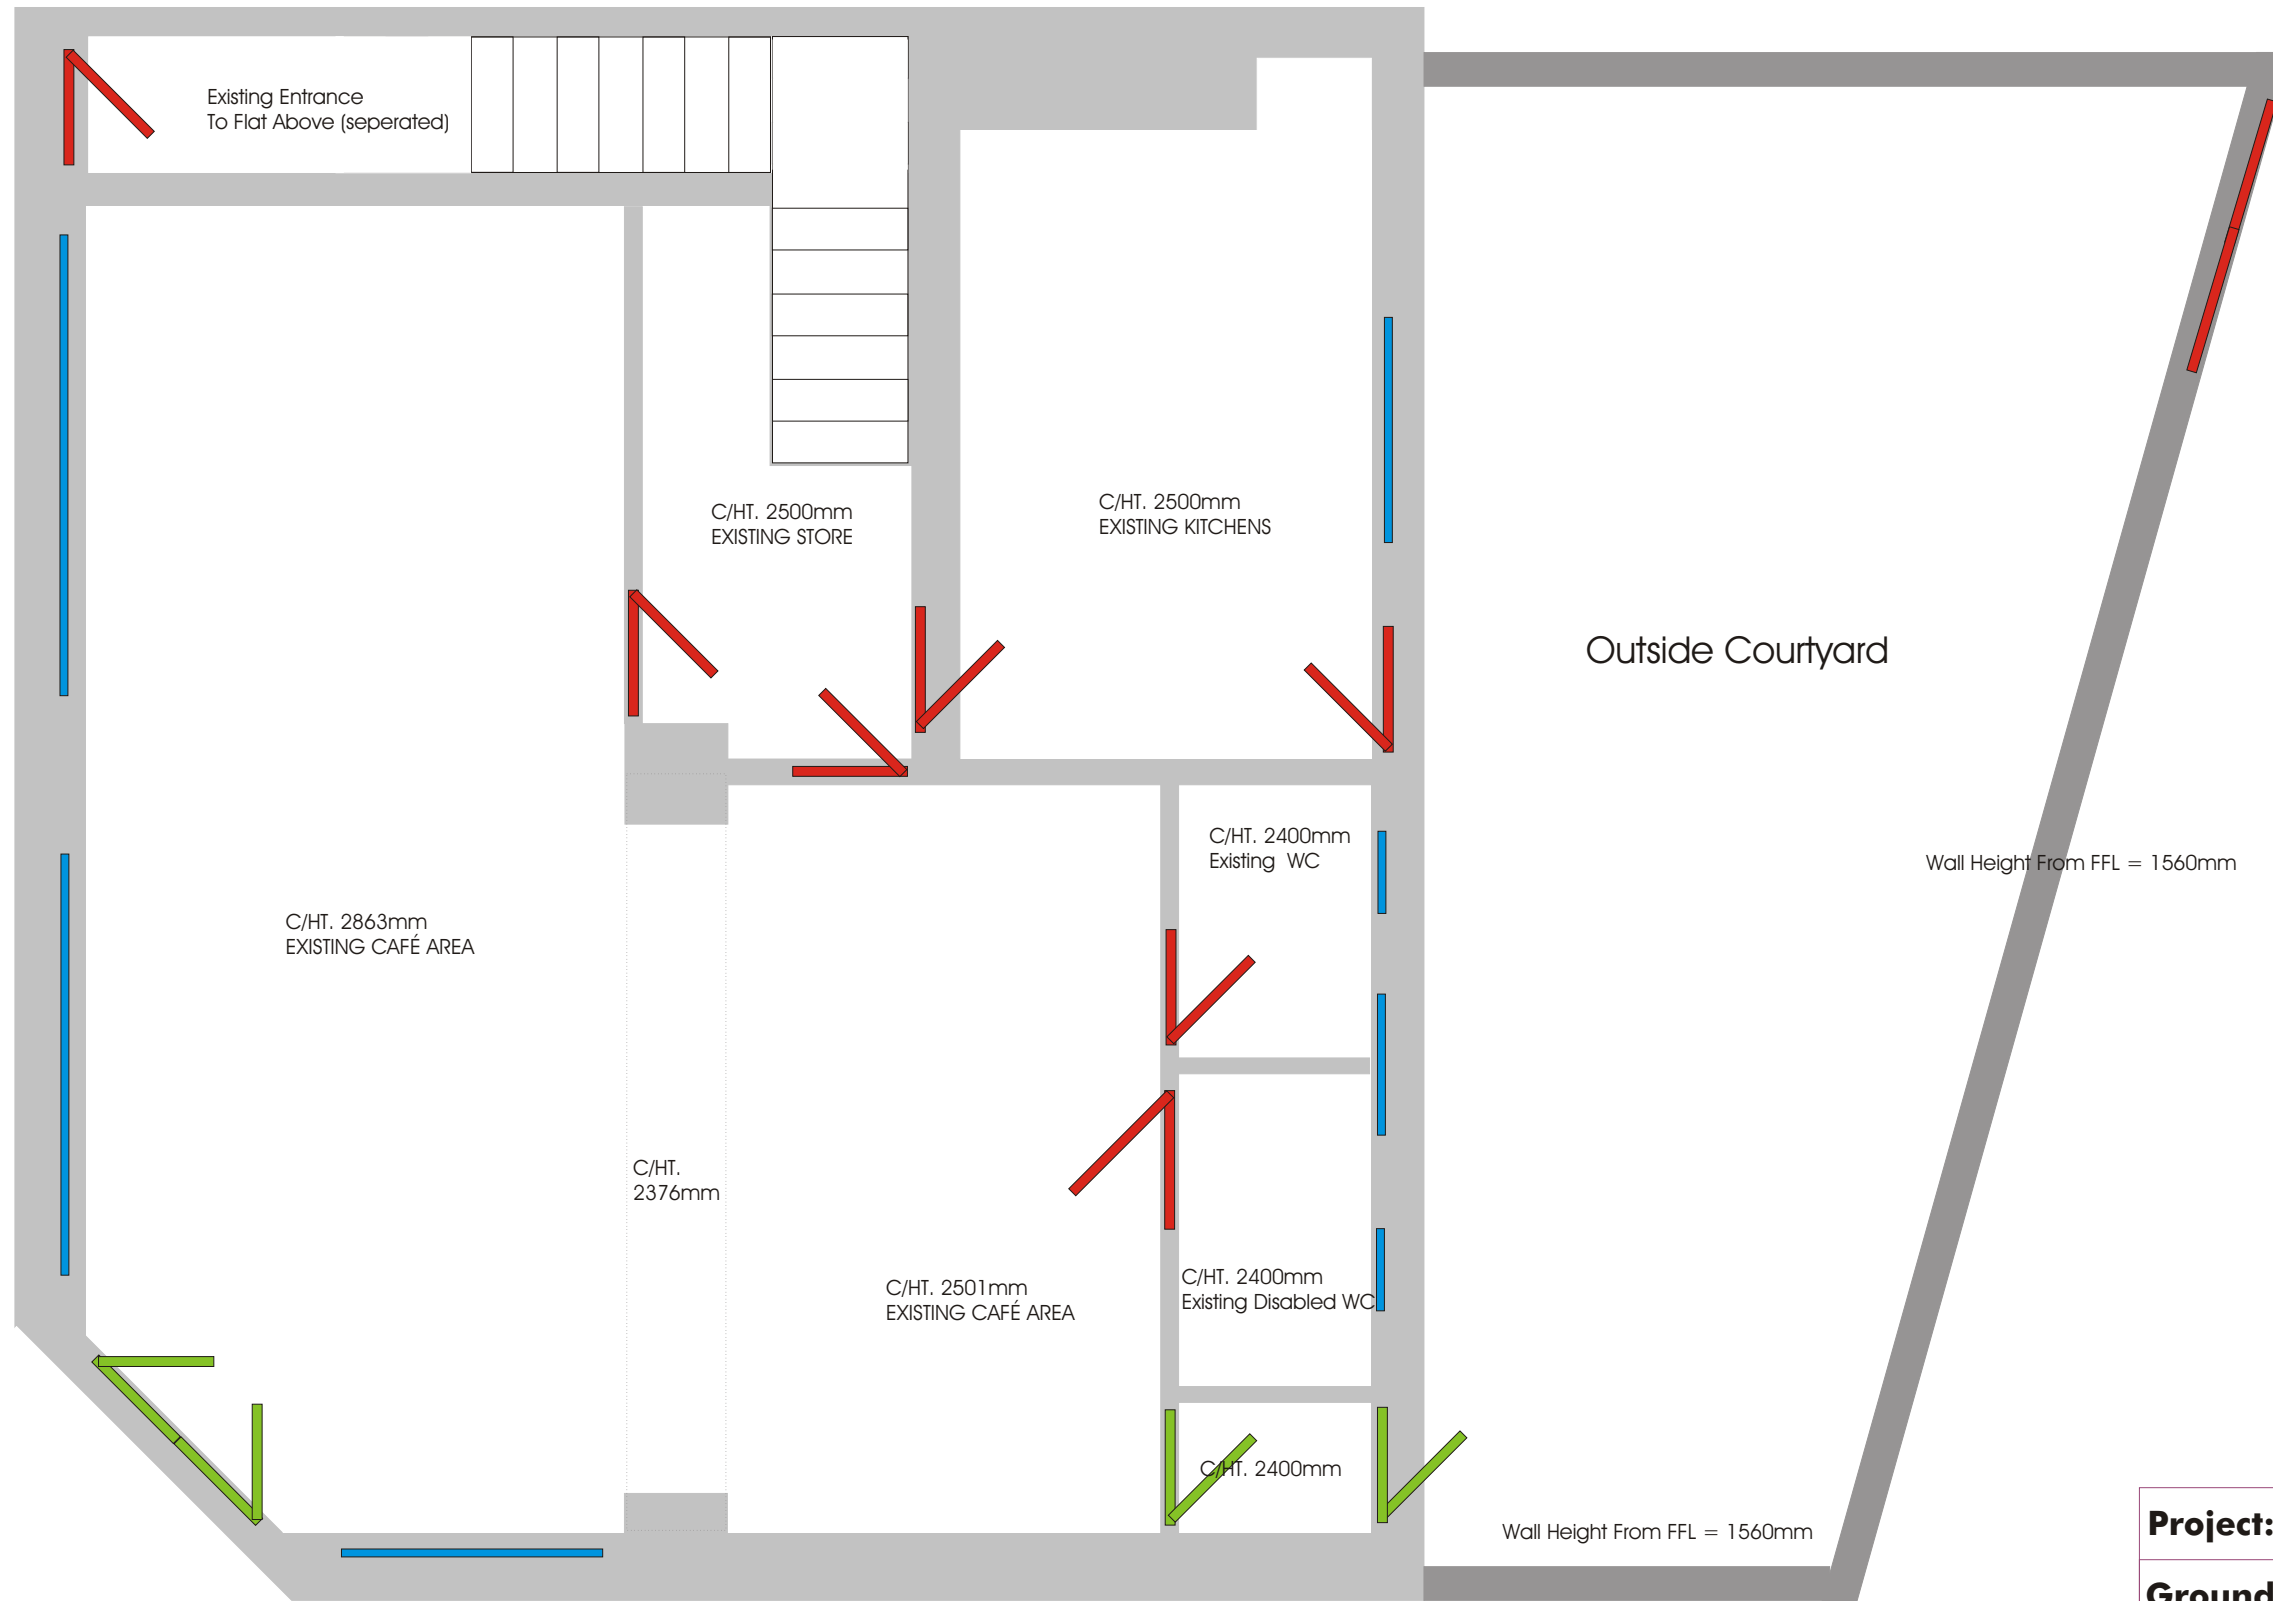 Existing Entrance
To Flat Above (seperated)
C/HT. 2500mm
EXISTING STORE
C/HT. 2500mm
EXISTING KITCHENS
Outside Courtyard
C/HT. 2400mm
Existing WC
Wall Height From FFL = 1560mm
C/HT. 2863mm
EXISTING CAFÉ AREA
C/HT.
2376mm
C/HT. 2501mm
EXISTING CAFÉ AREA
C/HT. 2400mm
Existing Disabled WC
C/HT. 2400mm
Wall Height From FFL = 1560mm
Project:
Ground